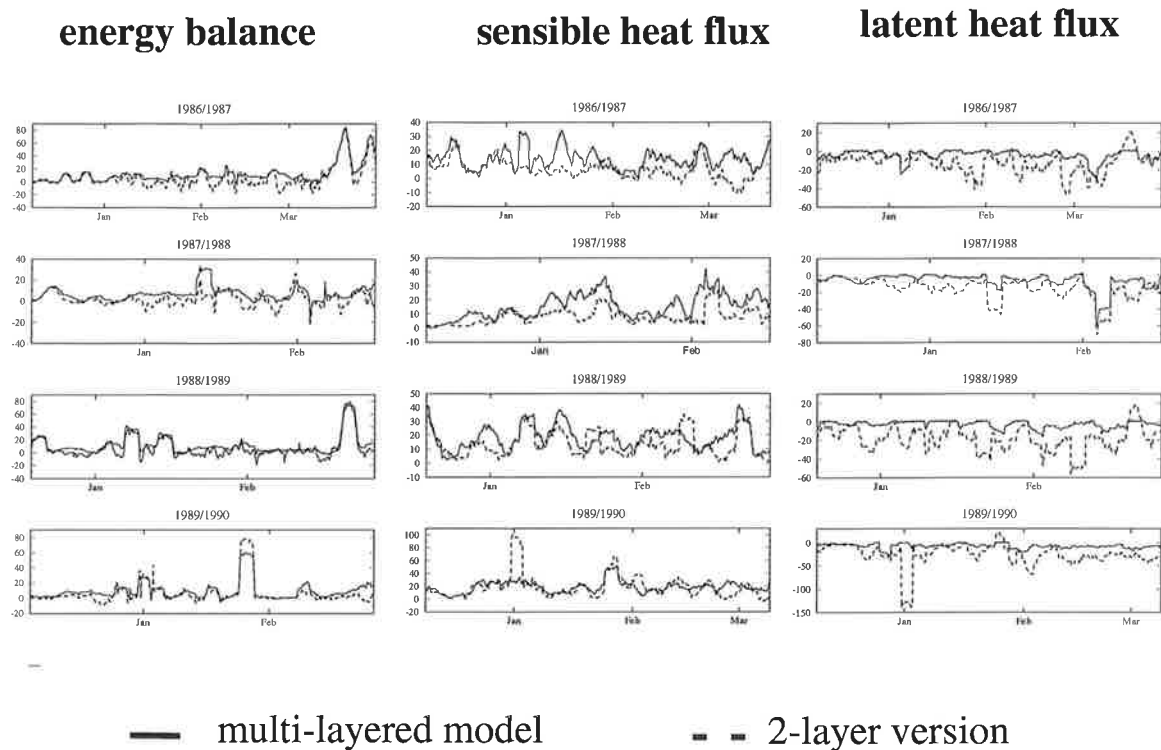 energy balance
sensible heat flux
latent heat flux
1986/1987
80
60
40
20
0
-20
-40
Jan
Feb
Mar
1986/1987
40
30
20
10
0
-10
-20
Jan
Feb
Mar
1986/1987
20
0
-20
-40
-60
Jan
Feb
Mar
1987/1988
40
20
0
-20
-40
Jan
Feb
1987/1988
50
40
30
20
10
0
-10
Jan
Feb
1987/1988
20
0
-20
-40
-60
-80
Jan
Feb
1988/1989
80
60
40
20
0
-20
-40
Jan
Feb
1988/1989
50
40
30
20
10
0
-10
Jan
Feb
1988/1989
20
0
-20
-40
-60
Jan
Feb
1989/1990
80
60
40
20
0
-20
Jan
Feb
1989/1990
100
80
60
40
20
0
-20
Jan
Feb
Mar
1989/1990
0
-50
-100
-150
Jan
Feb
Mar
multi-layered model
2-layer version